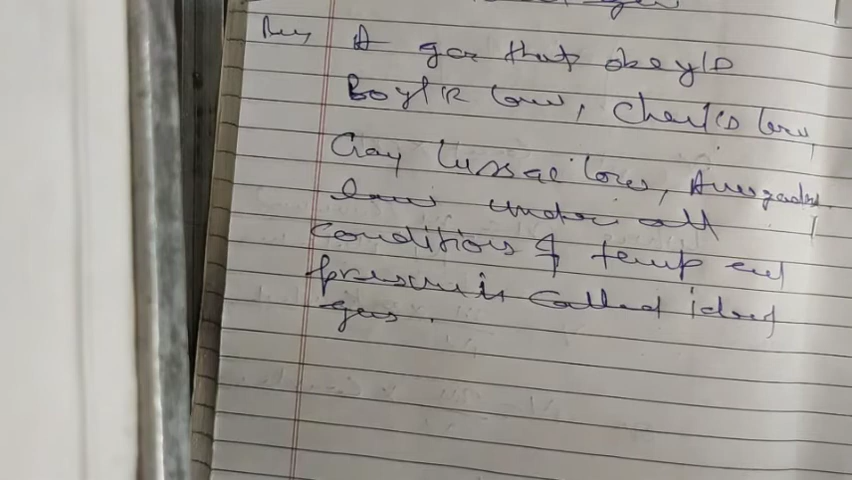 Ans A gas that obeys
Boyle law, Charles law,
Gay Lussac law, Avogadro
law under all
conditions of temp and
pressure is called ideal
gas.